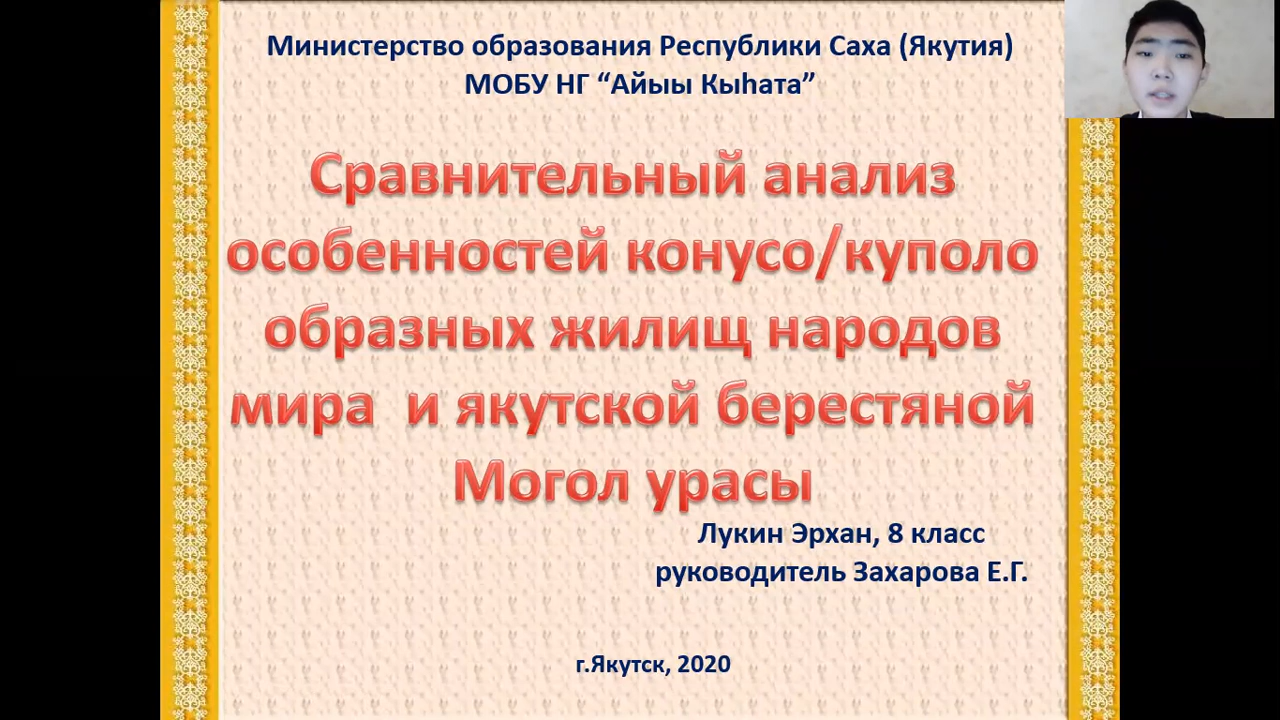 Министерство образования Республики Саха (Якутия)
МОБУ НГ “Айыы Кыһата”
Сравнительный анализ
особенностей конусо/куполо
образных жилищ народов
мира и якутской берестяной
Могол урасы
Лукин Эрхан, 8 класс
руководитель Захарова Е.Г.
г.Якутск, 2020